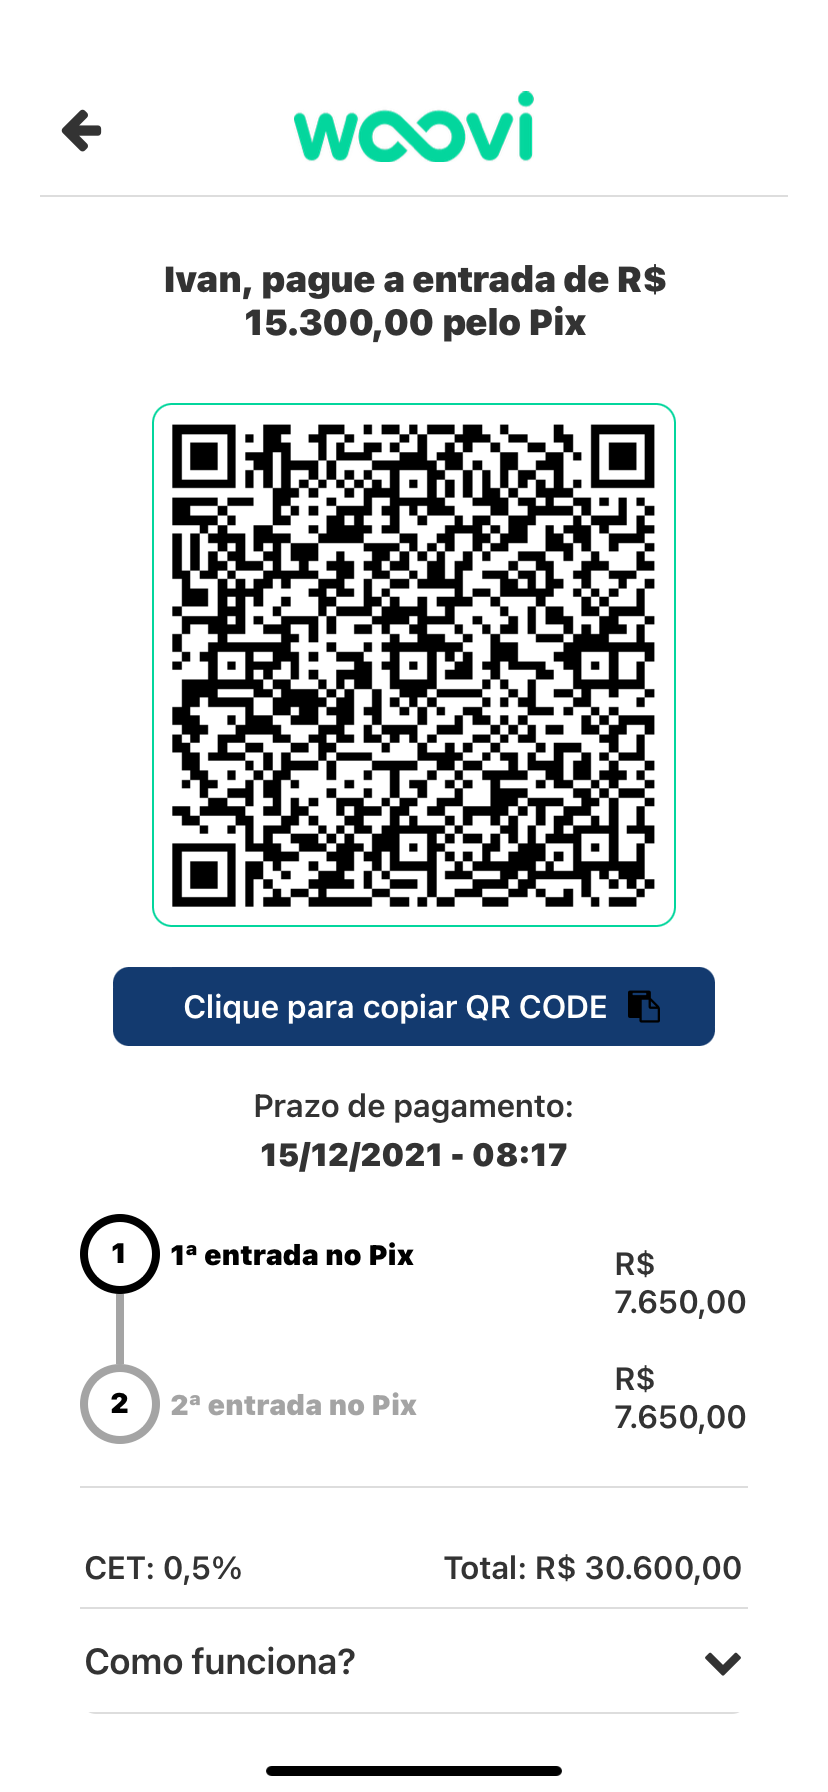 woovi
Ivan, pague a entrada de R$
15.300,00 pelo Pix
Clique para copiar QR CODE
Prazo de pagamento:
15/12/2021 - 08:17
1
1ª entrada no Pix
R$
7.650,00
2
2ª entrada no Pix
R$
7.650,00
CET: 0,5%
Total: R$ 30.600,00
Como funciona?